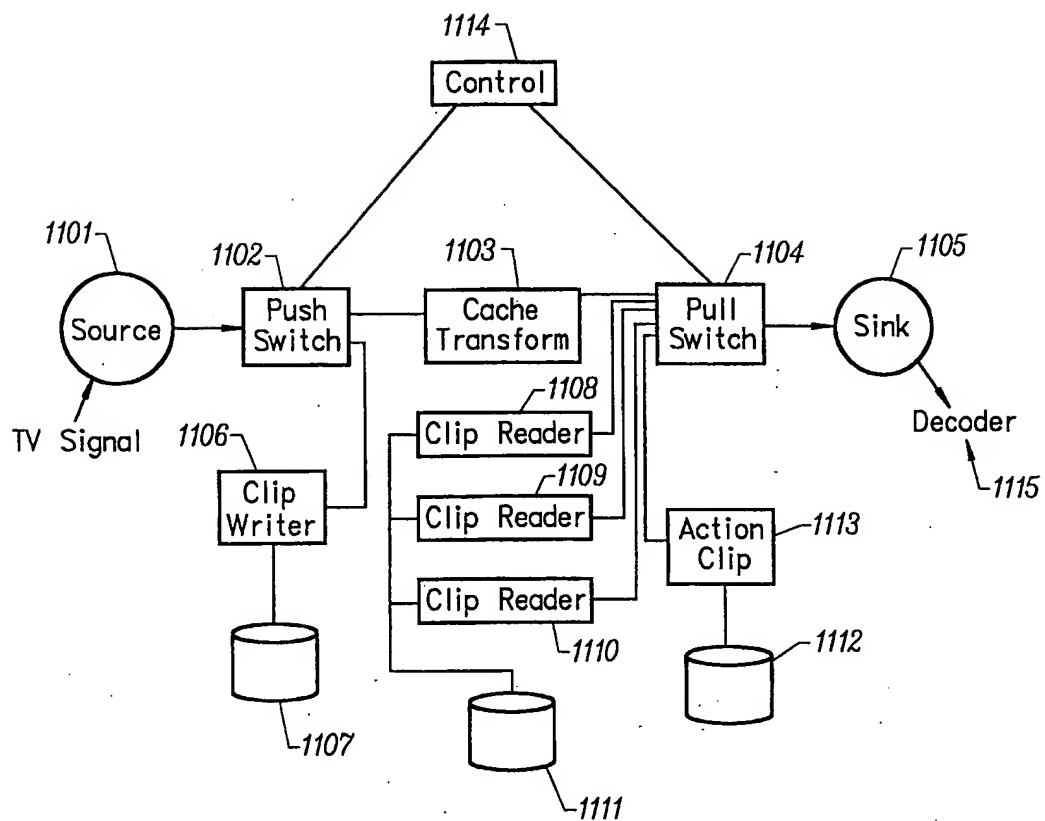 1114
Control
1101
Source
TV Signal
1102
Push
Switch
1103
Cache
Transform
1104
Pull
Switch
1105
Sink
Decoder
1115
1106
Clip
Writer
1107
1108
Clip Reader
1109
Clip Reader
Clip Reader
1110
1111
Action
Clip
1113
1112